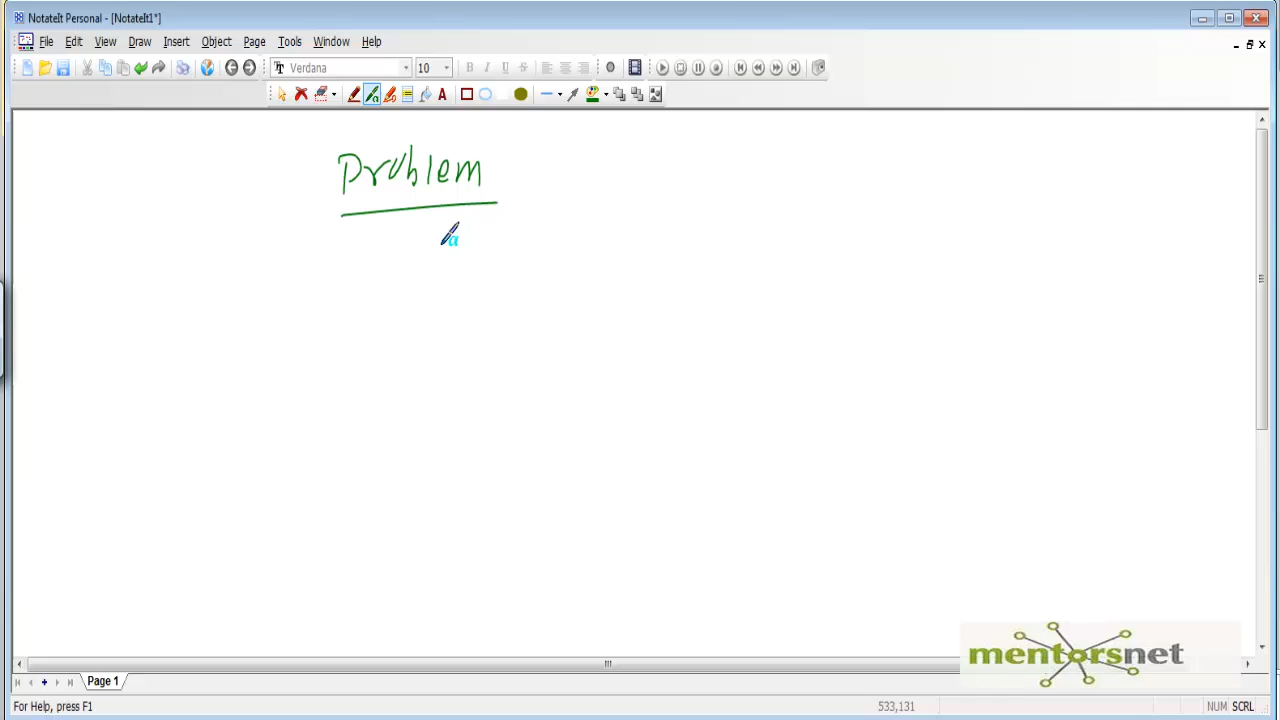 NotateIt Personal - [NotateIt1*]
File Edit View Draw Insert Object Page Tools Window Help
Verdana 10 B I U S
A
Problem
a
mentorsnet
Page 1
For Help, press F1 533,131 NUM SCRL